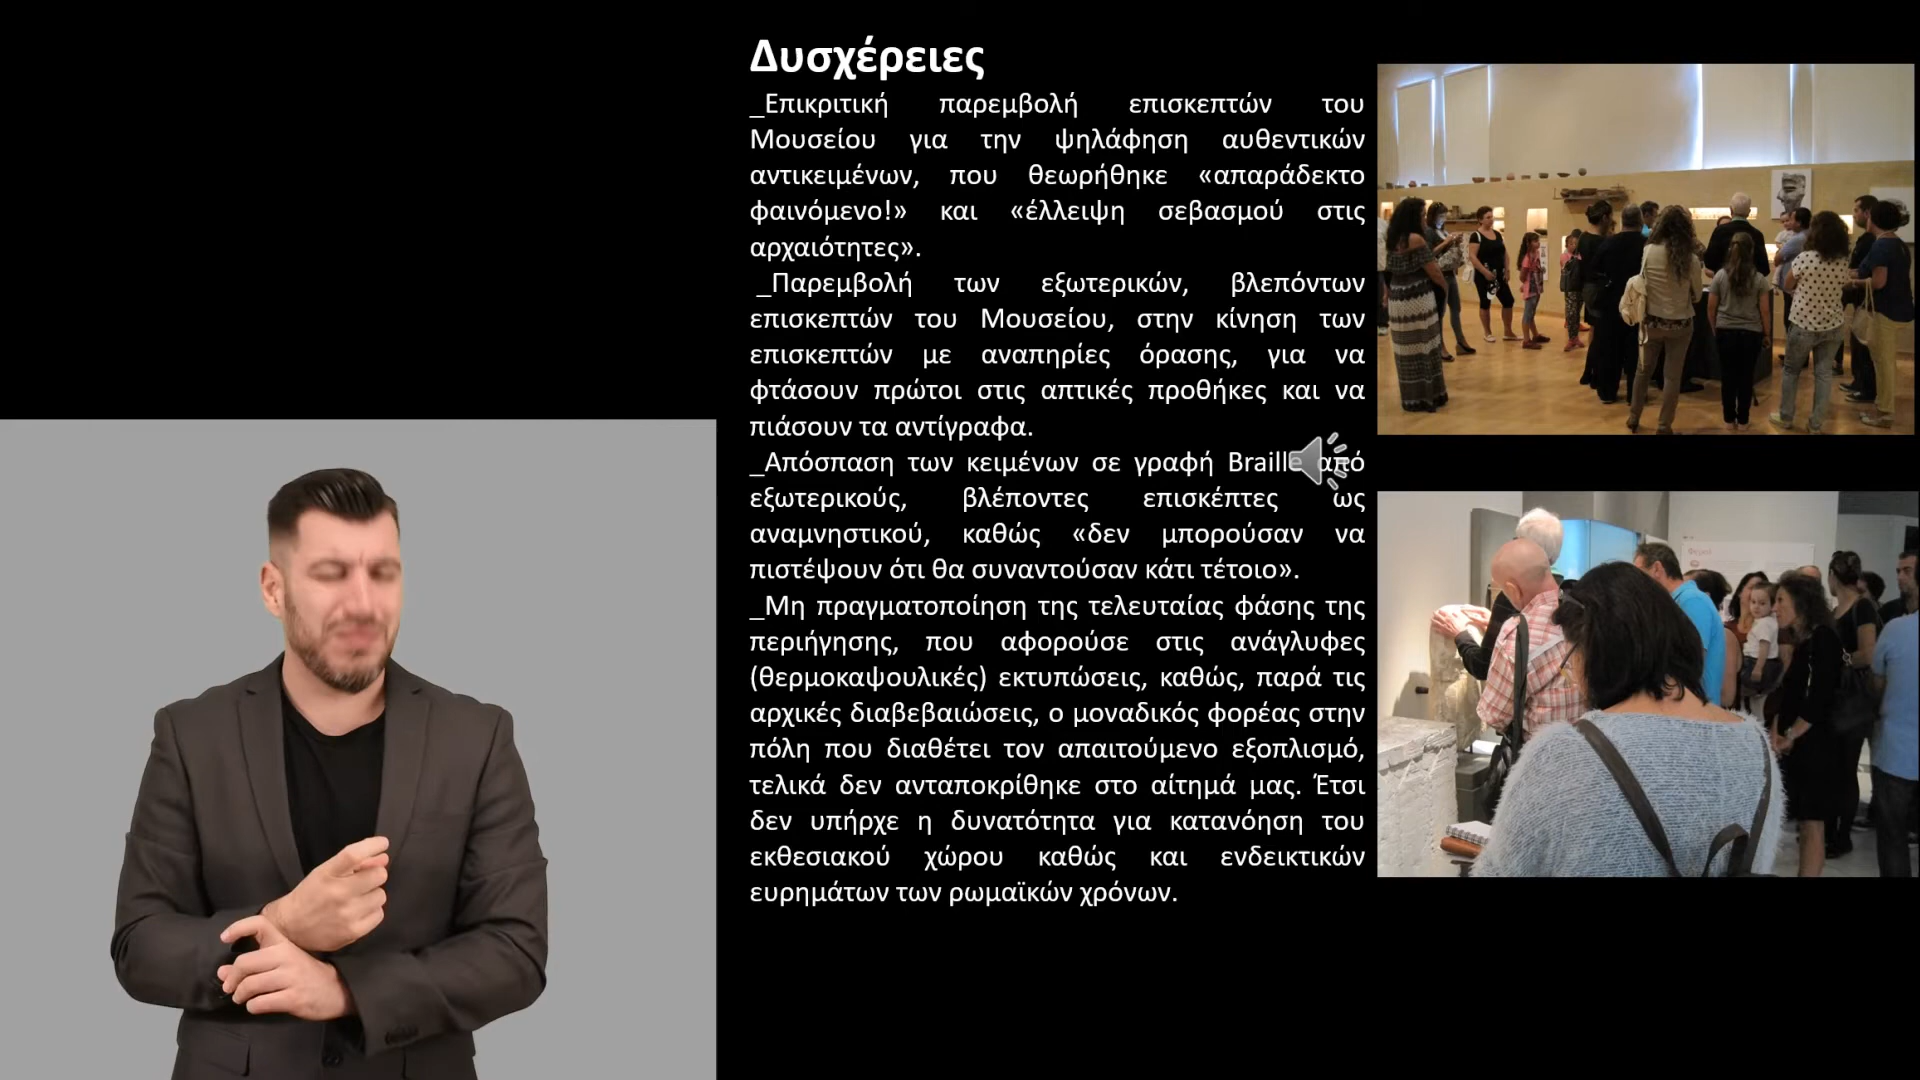 Δυσχέρειες
_Επικριτική παρεμβολή επισκεπτών του
Μουσείου για την ψηλάφηση αυθεντικών
αντικειμένων, που θεωρήθηκε «απαράδεκτο
φαινόμενο!» και «έλλειψη σεβασμού στις
αρχαιότητες».
_Παρεμβολή των εξωτερικών, βλεπόντων
επισκεπτών του Μουσείου, στην κίνηση των
επισκεπτών με αναπηρίες όρασης, για να
φτάσουν πρώτοι στις απτικές προθήκες και να
πιάσουν τα αντίγραφα.
_Απόσπαση των κειμένων σε γραφή Braille από
εξωτερικούς, βλέποντες επισκέπτες ως
αναμνηστικού, καθώς «δεν μπορούσαν να
πιστέψουν ότι θα συναντούσαν κάτι τέτοιο».
_Μη πραγματοποίηση της τελευταίας φάσης της
περιήγησης, που αφορούσε στις ανάγλυφες
(θερμοκαψουλικές) εκτυπώσεις, καθώς, παρά τις
αρχικές διαβεβαιώσεις, ο μοναδικός φορέας στην
πόλη που διαθέτει τον απαιτούμενο εξοπλισμό,
τελικά δεν ανταποκρίθηκε στο αίτημά μας. Έτσι
δεν υπήρχε η δυνατότητα για κατανόηση του
εκθεσιακού χώρου καθώς και ενδεικτικών
ευρημάτων των ρωμαϊκών χρόνων.